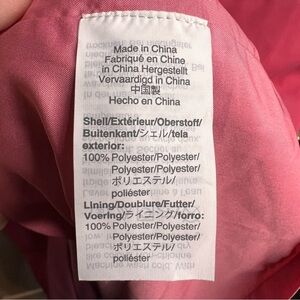 Made in China
Fabriqué en Chine
in China Hergestellt
Vervaardigd in China
中国製
Hecho en China
Shell/Extérieur/Oberstoff/
Buitenkant/シェル/tela
exterior:
100% Polyester/Polyester/
Polyester/Polyester/
ポリエステル/
poliéster
Lining/Doublure/Futter/
Voering/ライニング/forro:
100% Polyester/Polyester/
Polyester/Polyester/
ポリエステル/
poliéster